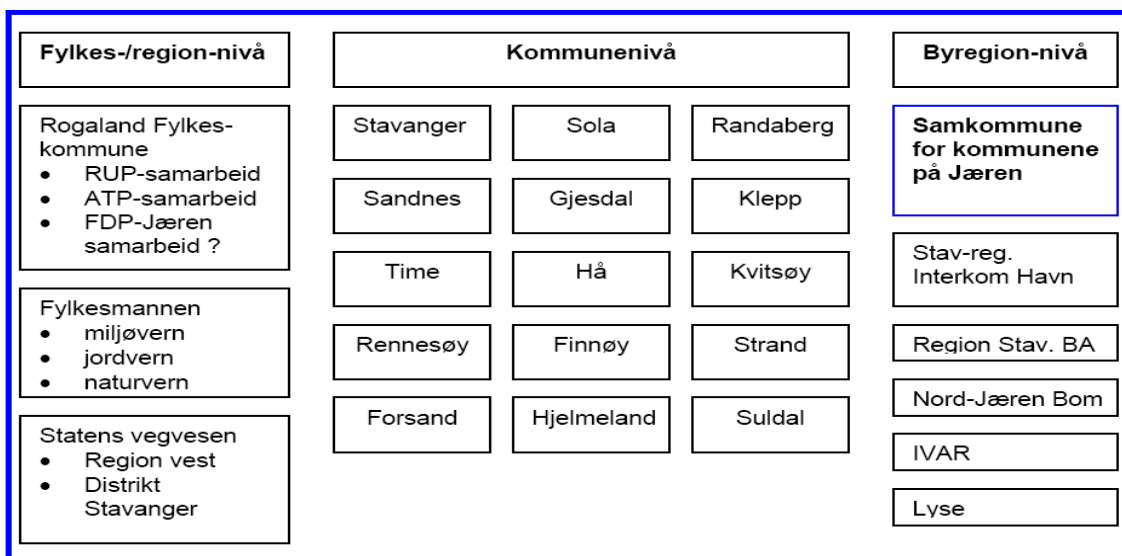 Fylkes-/region-nivå
Rogaland Fylkes-
kommune
• RUP-samarbeid
• ATP-samarbeid
• FDP-Jæren
samarbeid ?
Fylkesmannen
• miljøvern
• jordvern
• naturvern
Statens vegvesen
• Region vest
• Distrikt
Stavanger
Kommunenivå
Stavanger
Sola
Randaberg
Sandnes
Gjesdal
Klepp
Time
Hå
Kvitsøy
Rennesøy
Finnøy
Strand
Forsand
Hjelmeland
Suldal
Byregion-nivå
Samkommune
for kommunene
på Jæren
Stav-reg.
Interkom Havn
Region Stav. BA
Nord-Jæren Bom
IVAR
Lyse